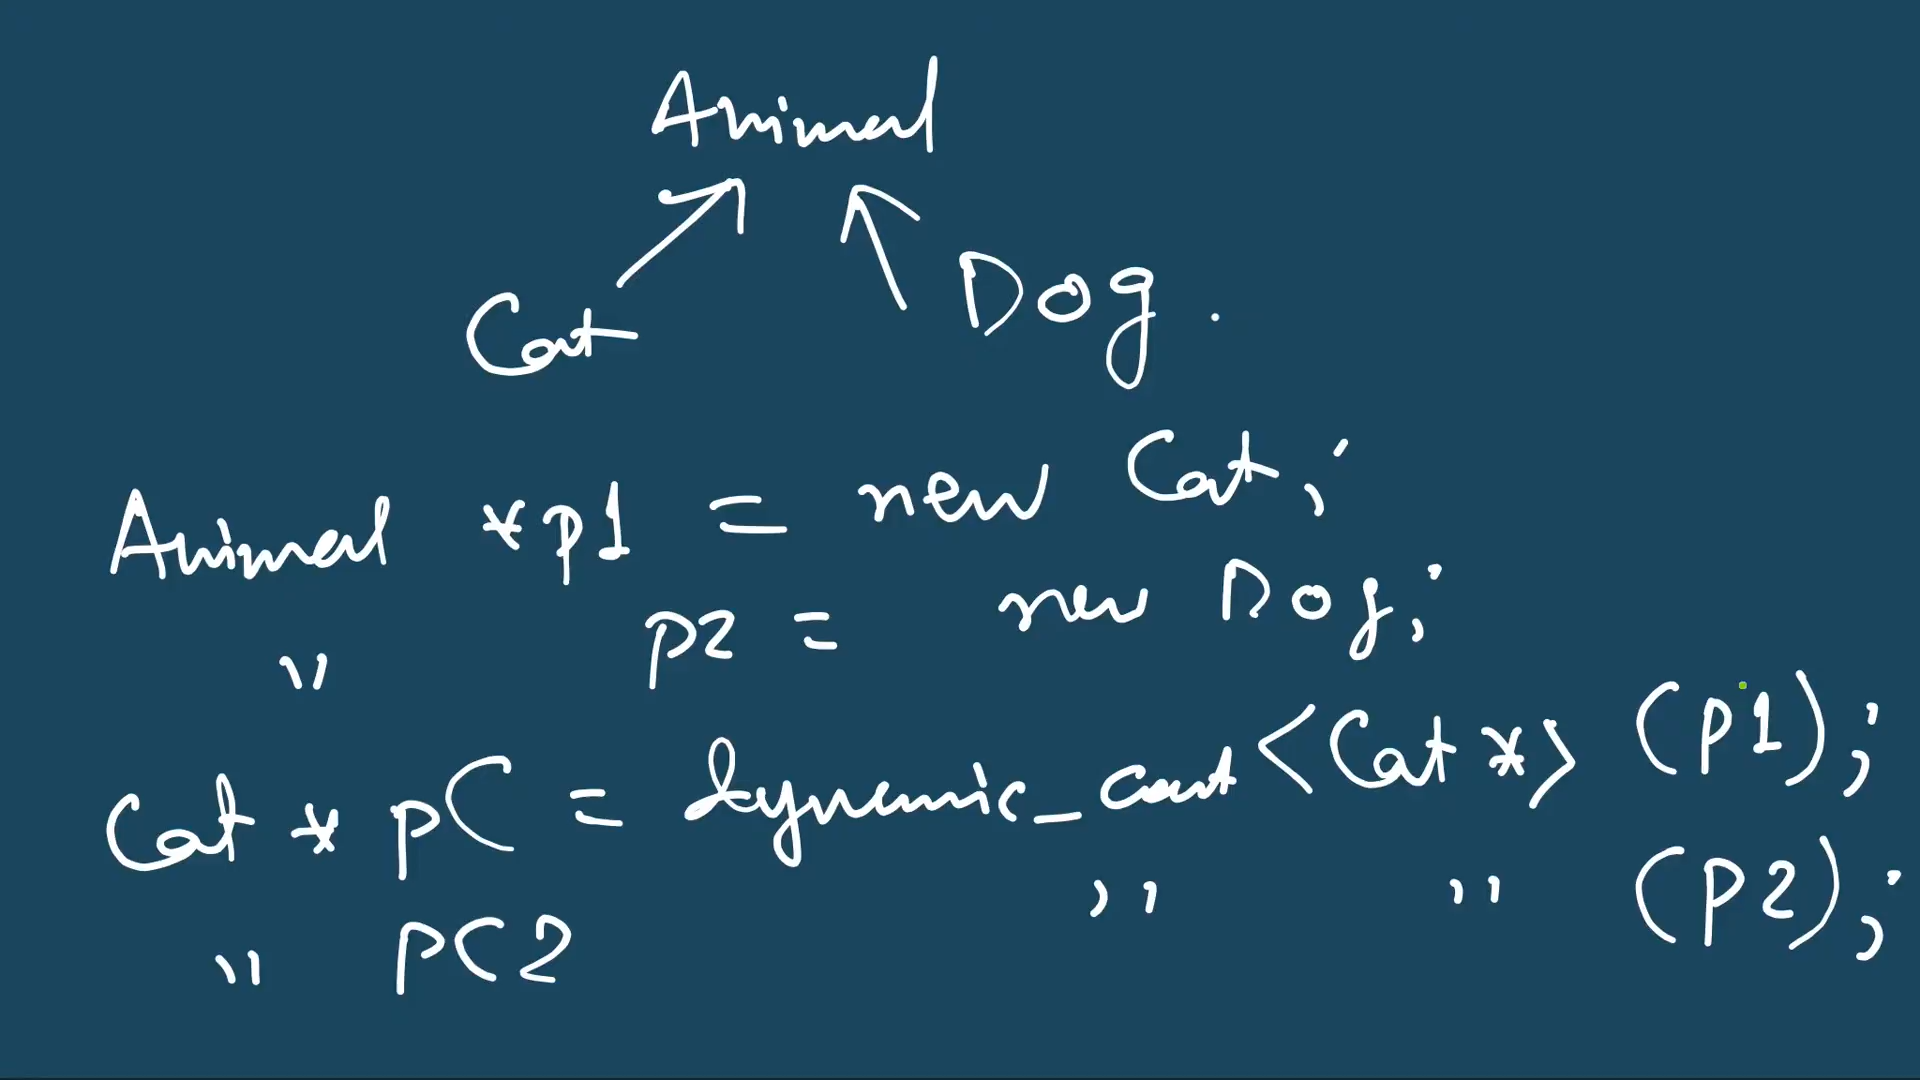 Animal
Cat Dog.
Animal *p1 = new Cat;
" p2 = new Dog;
Cat * pC = dynamic_cast <Cat *> (p1);
" pC2 " " (p2);